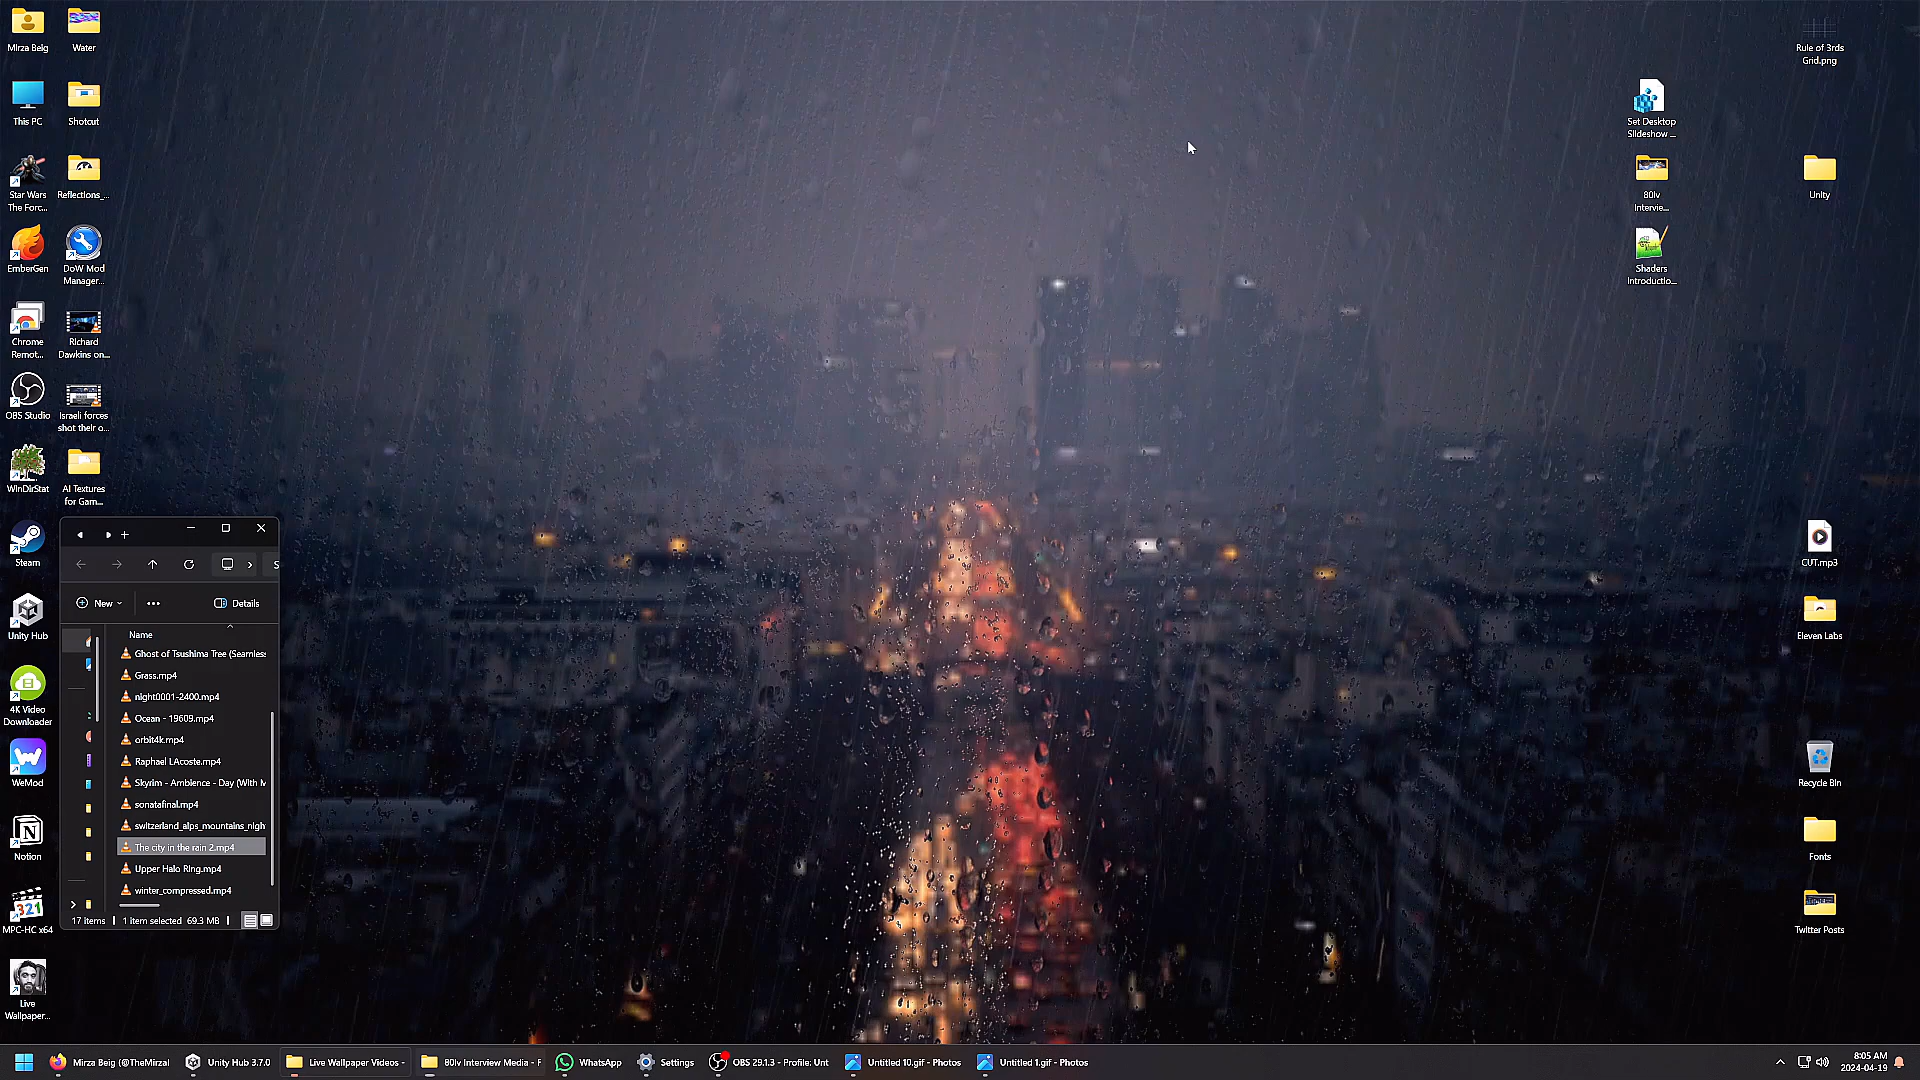 Mirza Beig
Water
This PC
Shotcut
Star Wars
The Forc...
Reflections_...
EmberGen
DoW Mod
Manager...
Chrome
Remot...
Richard
Dawkins on...
OBS Studio
Israeli forces
shot their o...
WinDirStat
AI Textures
for Gam...
Steam
Unity Hub
4K Video
Downloader
WeMod
Notion
MPC-HC x64
Live
Wallpaper...
New
Details
Name
Ghost of Tsushima Tree (Seamless
Grass.mp4
night0001-2400.mp4
Ocean - 19609.mp4
orbit4k.mp4
Raphael LAcoste.mp4
Skyrim - Ambience - Day (With M
sonatafinal.mp4
switzerland_alps_mountains_nigh
The city in the rain 2.mp4
Upper Halo Ring.mp4
winter_compressed.mp4
17 items
1 item selected 69.3 MB
Set Desktop
Slideshow ...
80lv
Intervie...
Shaders
Introductio...
Rule of 3rds
Grid.png
Unity
CUT.mp3
Eleven Labs
Recycle Bin
Fonts
Twitter Posts
Mirza Beig (@TheMirzaI
Unity Hub 3.7.0
Live Wallpaper Videos -
80lv Interview Media - F
WhatsApp
Settings
OBS 29.1.3 - Profile: Unt
Untitled 10.gif - Photos
Untitled 1.gif - Photos
8:05 AM
2024-04-19